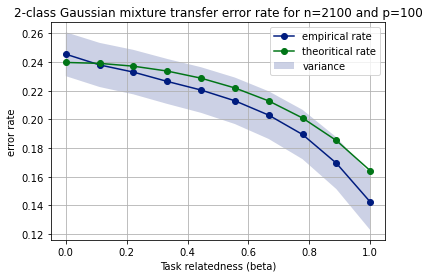 2-class Gaussian mixture transfer error rate for n=2100 and p=100
empirical rate
theoritical rate
variance
error rate
0.26
0.24
0.22
0.20
0.18
0.16
0.14
0.12
0.0
0.2
0.4
0.6
0.8
1.0
Task relatedness (beta)